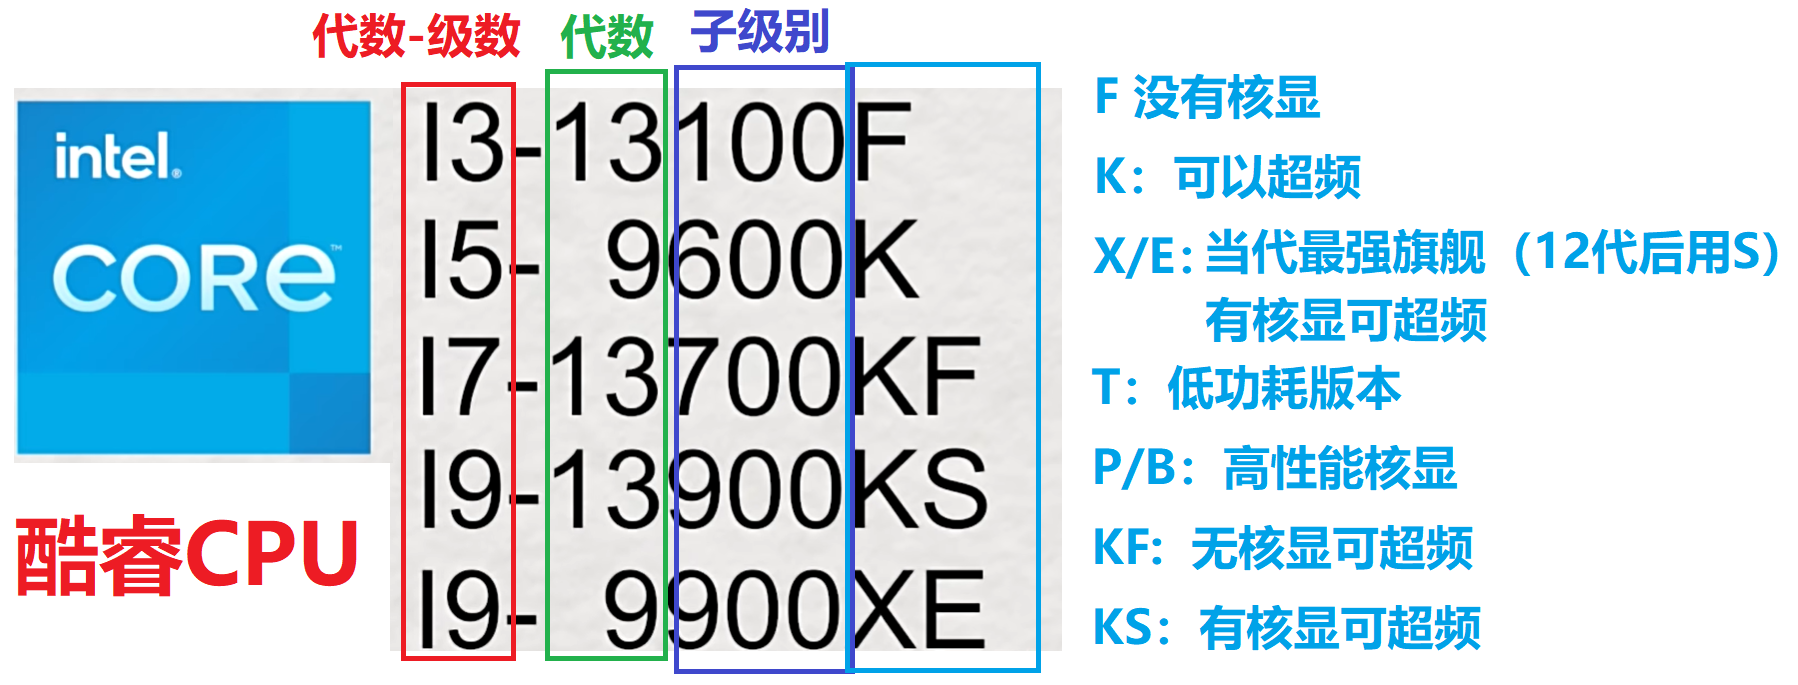 代数-级数 代数 子级别
intel®
CORE™
酷睿CPU
I3-13100F
I5- 9600K
I7-13700KF
I9-13900KS
I9- 9900XE
F 没有核显
K：可以超频
X/E：当代最强旗舰（12代后用S）
有核显可超频
T：低功耗版本
P/B：高性能核显
KF：无核显可超频
KS：有核显可超频